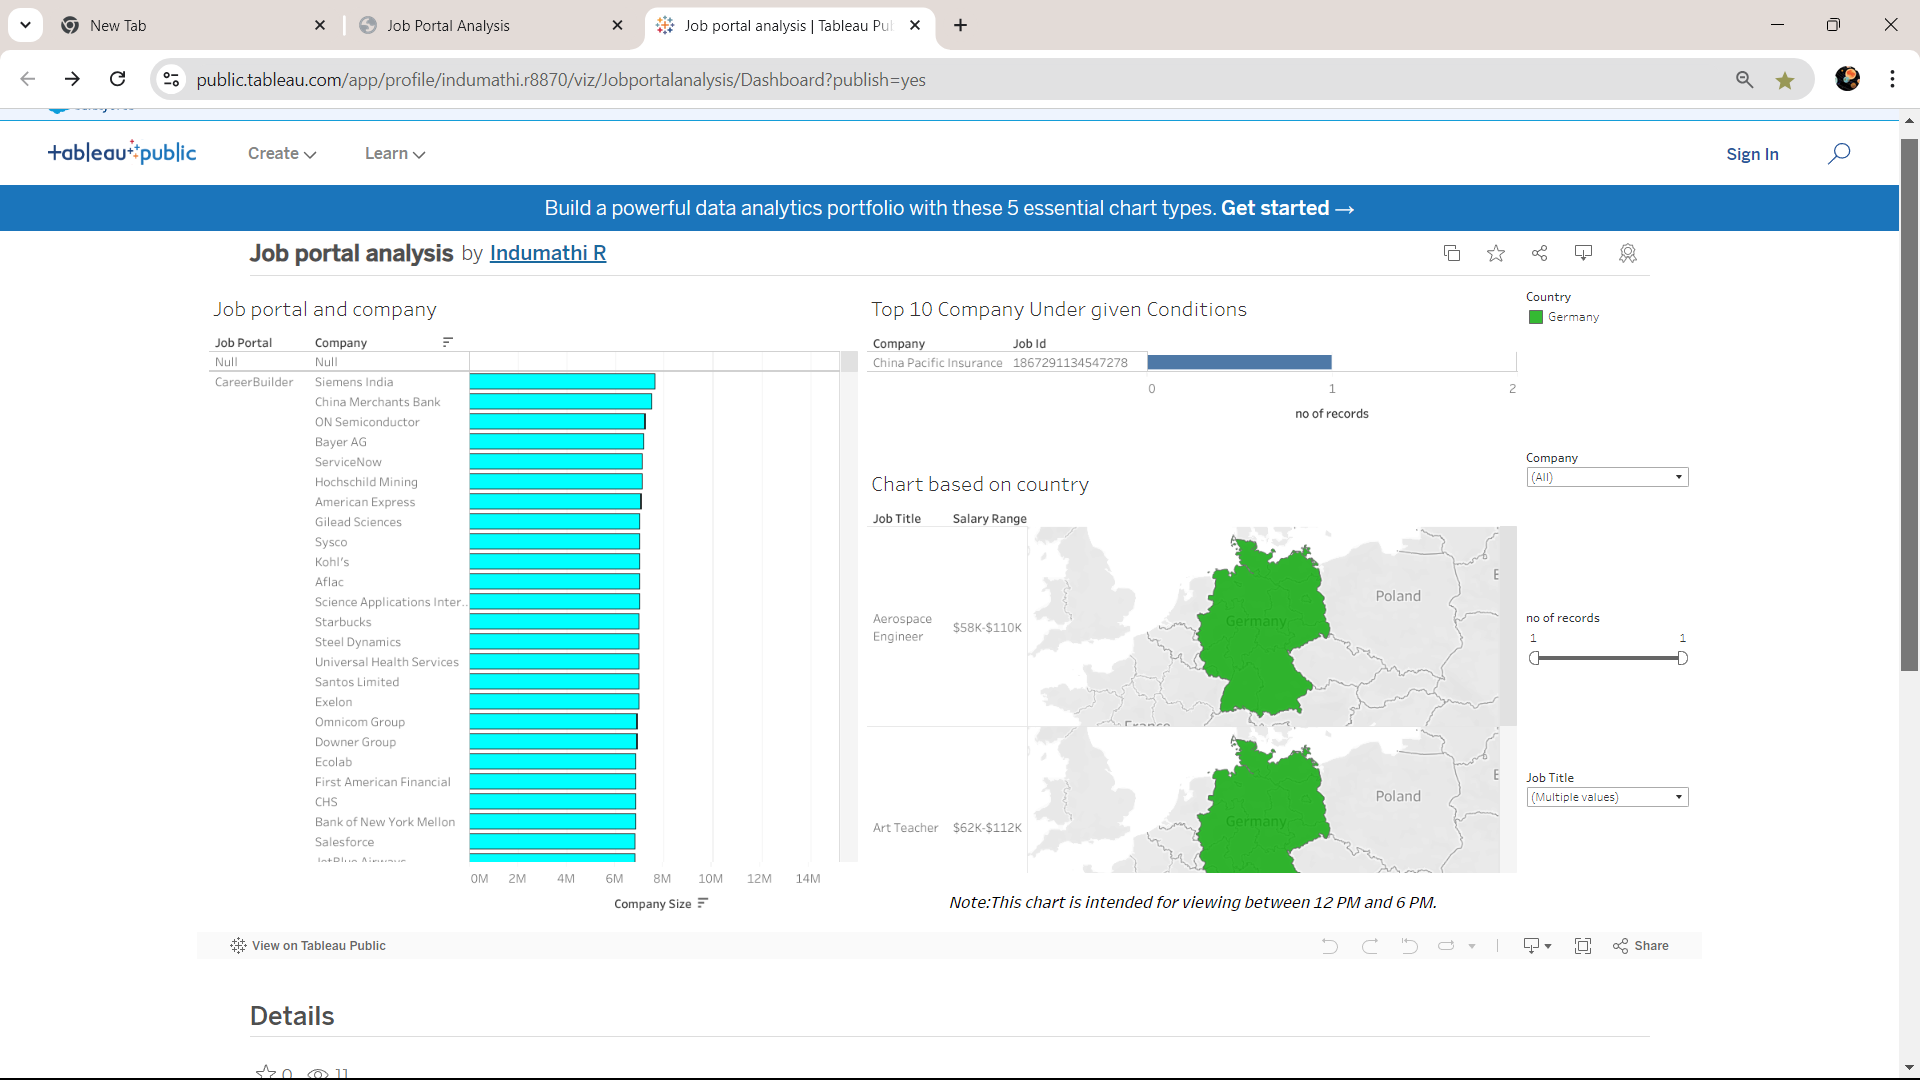 New Tab
Job Portal Analysis
Job portal analysis | Tableau Pu
public.tableau.com/app/profile/indumathi.r8870/viz/Jobportalanalysis/Dashboard?publish=yes
+ableau public
Create
Learn
Sign In
Build a powerful data analytics portfolio with these 5 essential chart types. Get started →
Job portal analysis by Indumathi R
Job portal and company
Job Portal Company
Null Null
CareerBuilder Siemens India
China Merchants Bank
ON Semiconductor
Bayer AG
ServiceNow
Hochschild Mining
American Express
Gilead Sciences
Sysco
Kohl's
Aflac
Science Applications Inter..
Starbucks
Steel Dynamics
Universal Health Services
Santos Limited
Exelon
Omnicom Group
Downer Group
Ecolab
First American Financial
CHS
Bank of New York Mellon
Salesforce
JetBlue Airways
0M 2M 4M 6M 8M 10M 12M 14M
Company Size
Top 10 Company Under given Conditions
Company Job Id
China Pacific Insurance 1867291134547278
0 1 2
no of records
Chart based on country
Job Title Salary Range
Aerospace
Engineer
$58K-$110K
Germany
Poland
E
France
Art Teacher $62K-$112K
Germany
Poland
E
Note:This chart is intended for viewing between 12 PM and 6 PM.
Country
Germany
Company
(All)
no of records
1 1
Job Title
(Multiple values)
View on Tableau Public
Share
Details
0 11